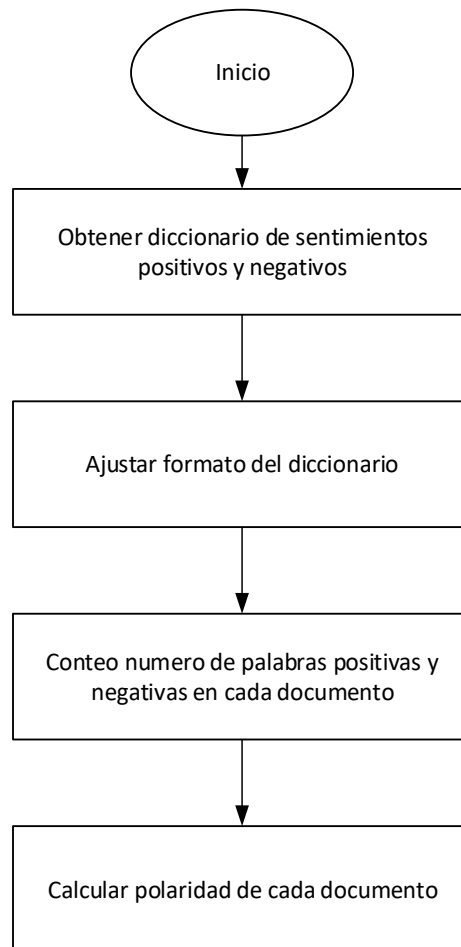 Inicio
Obtener diccionario de sentimientos
positivos y negativos
Ajustar formato del diccionario
Conteo numero de palabras positivas y
negativas en cada documento
Calcular polaridad de cada documento